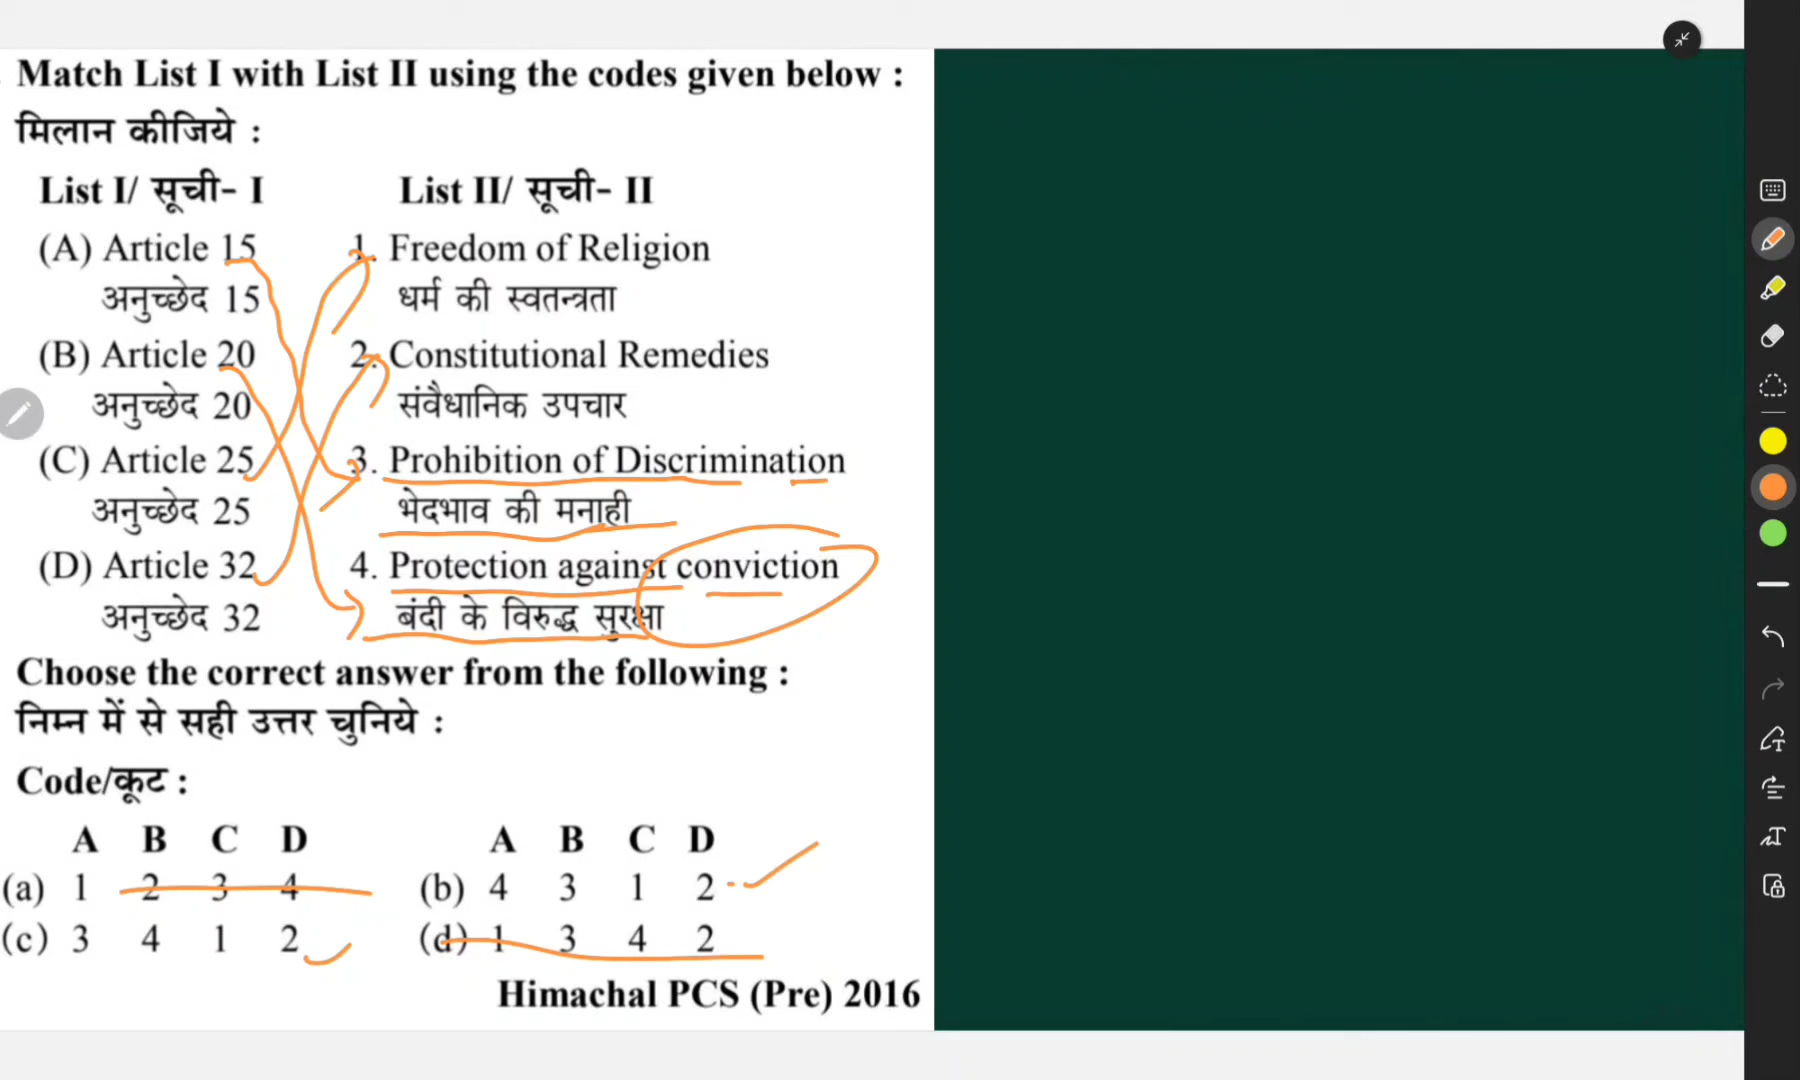 Match List I with List II using the codes given below :
मिलान कीजिये :
List I/ सूची- I List II/ सूची- II
(A) Article 15 1. Freedom of Religion
अनुच्छेद 15 धर्म की स्वतन्त्रता
(B) Article 20 2. Constitutional Remedies
अनुच्छेद 20 संवैधानिक उपचार
(C) Article 25 3. Prohibition of Discrimination
अनुच्छेद 25 भेदभाव की मनाही
(D) Article 32 4. Protection against conviction
अनुच्छेद 32 बंदी के विरुद्ध सुरक्षा
Choose the correct answer from the following :
निम्न में से सही उत्तर चुनिये :
Code/कूट :
A B C D A B C D
(a) 1 2 3 4 (b) 4 3 1 2
(c) 3 4 1 2 (d) 1 3 4 2
Himachal PCS (Pre) 2016